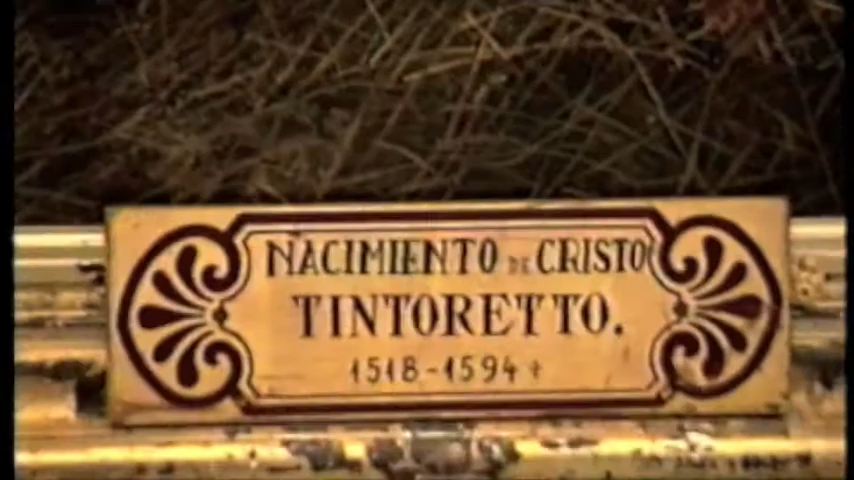 NACIMIENTO DE CRISTO
TINTORETTO.
1518-1594 +